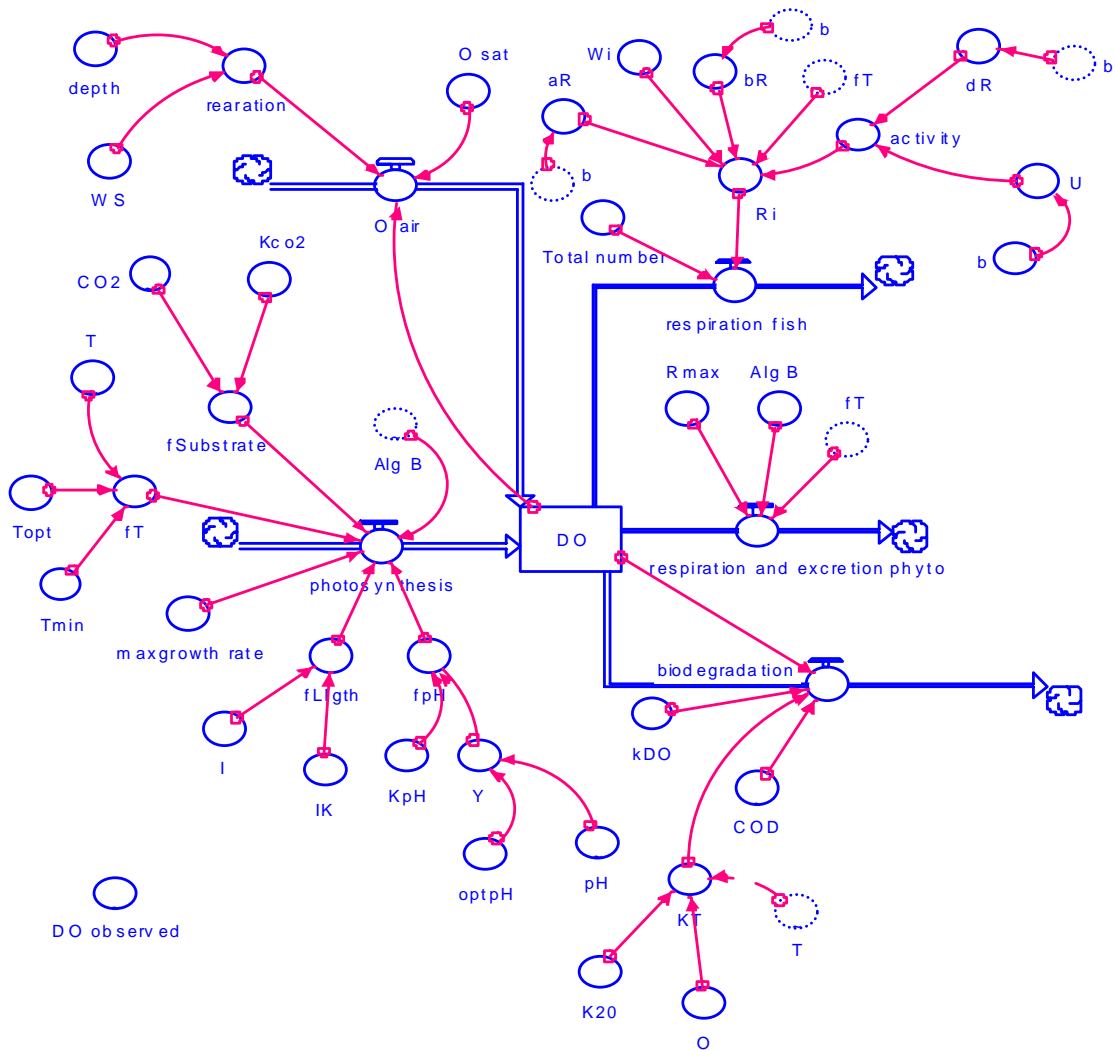 b
O sat
Wi
b
depth
rearation
aR
bR
fT
dR
b
activity
WS
b
U
O air
Ri
Kco2
Total number
b
CO2
respiration fish
T
Rmax
Alg B
fT
fSubstrate
Alg B
Topt
fT
DO
photosynthesis
respiration and excretion phyto
Tmin
maxgrowth rate
biodegradation
fLIgth
fpH
kDO
I
KpH
Y
IK
COD
optpH
pH
KT
DO observed
T
K20
O